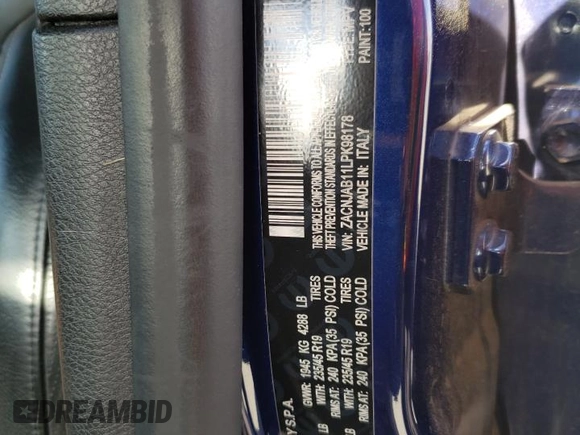 Y S.P.A.
GVWR: 1945 KG 4288 LB
LB TIRES
WITH: 235/45 R19
RIMS AT: 240 KPA(35 PSI) COLD
LB TIRES
WITH: 235/45 R19
RIMS AT: 240 KPA(35 PSI) COLD
THIS VEHICLE CONFORMS TO
PREVENTION STANDARDS IN EFFECT
VIN: ZACNJAB11LPK98178
VEHICLE MADE IN: ITALY
PAINT:100
DREAMBID